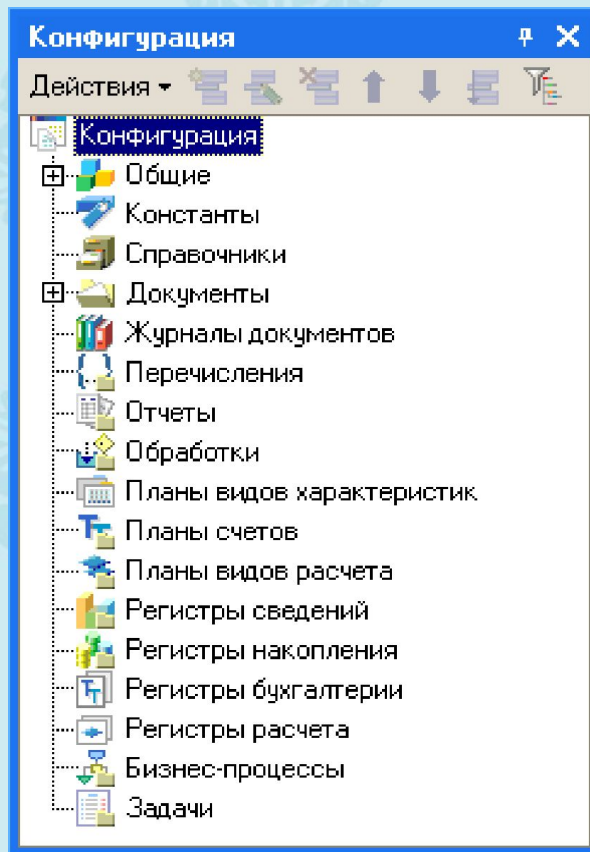 Конфигурация
Действия
Конфигурация
Общие
Константы
Справочники
Документы
Журналы документов
Перечисления
Отчеты
Обработки
Планы видов характеристик
Планы счетов
Планы видов расчета
Регистры сведений
Регистры накопления
Регистры бухгалтерии
Регистры расчета
Бизнес-процессы
Задачи